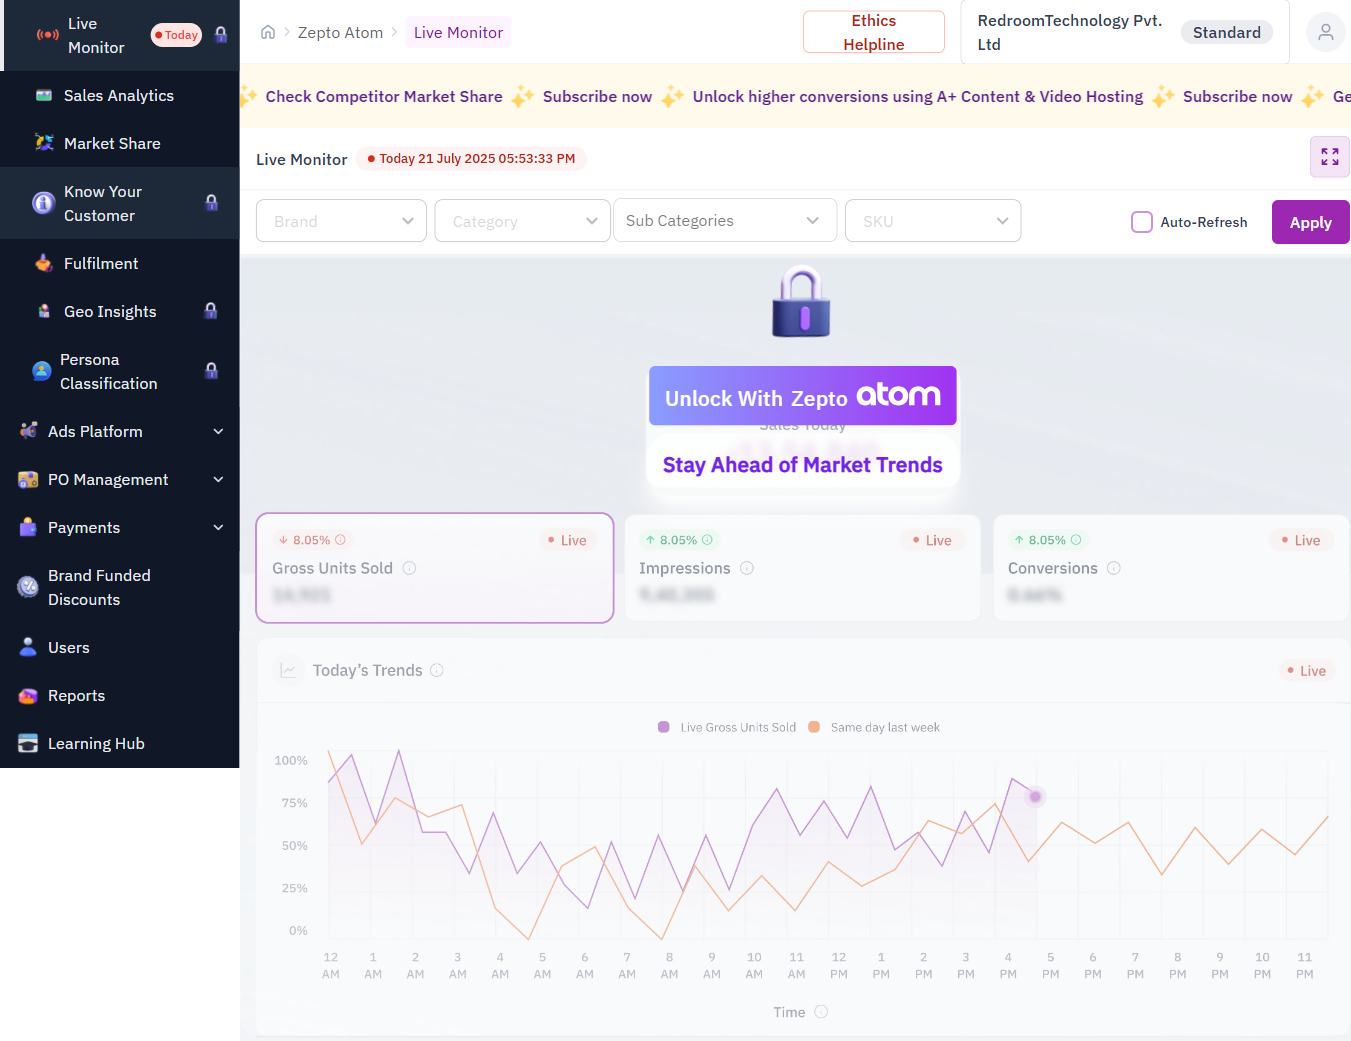 Live
Monitor
Today
Sales Analytics
Market Share
Know Your
Customer
Fulfilment
Geo Insights
Persona
Classification
Ads Platform
PO Management
Payments
Brand Funded
Discounts
Users
Reports
Learning Hub
Zepto Atom
Live Monitor
Ethics
Helpline
RedroomTechnology Pvt.
Ltd
Standard
Check Competitor Market Share Subscribe now Unlock higher conversions using A+ Content & Video Hosting Subscribe now Ge
Live Monitor
Today 21 July 2025 05:53:33 PM
Brand
Category
Sub Categories
SKU
Auto-Refresh
Apply
Unlock With Zepto atom
Sales Today
Stay Ahead of Market Trends
8.05%
Live
Gross Units Sold
8.05%
Live
Impressions
8.05%
Live
Conversions
Today's Trends
Live
Live Gross Units Sold
Same day last week
100%
75%
50%
25%
0%
12 1 2 3 4 5 6 7 8 9 10 11 12 1 2 3 4 5 6 7 8 9 10 11
AM AM AM AM AM AM AM AM AM AM AM AM PM PM PM PM PM PM PM PM PM PM PM PM
Time